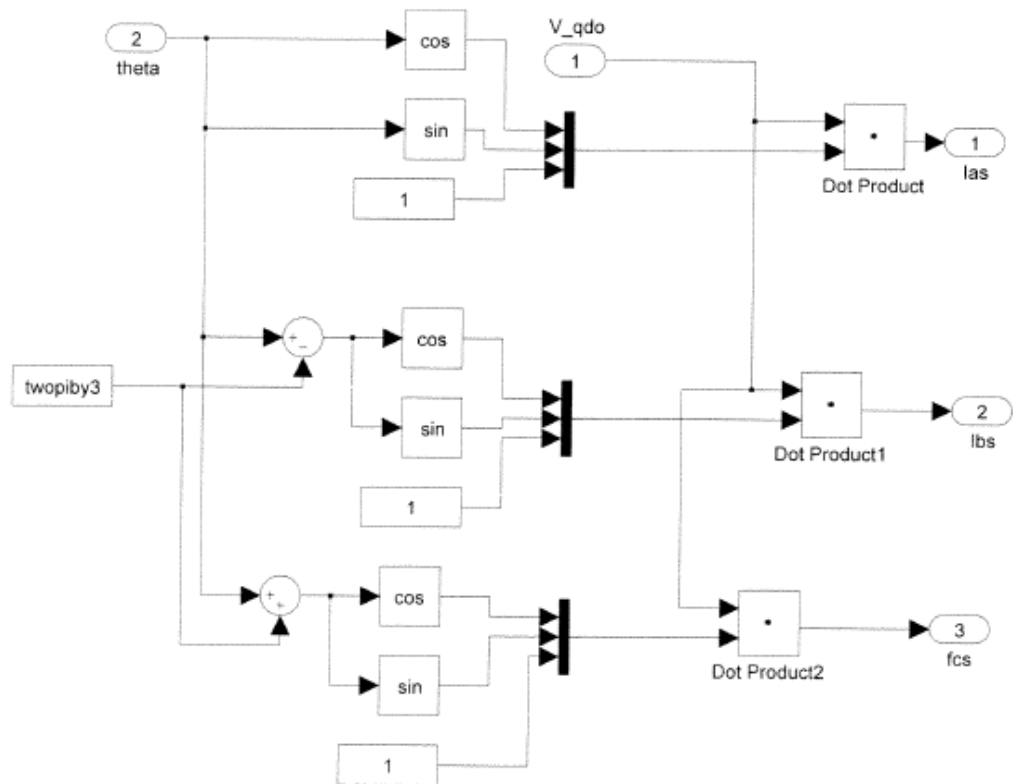 2
theta
cos
sin
1
V_qdo
1
Dot Product
1
Ias
twopiby3
+
−
cos
sin
1
Dot Product1
2
Ibs
+
+
cos
sin
1
Dot Product2
3
fcs